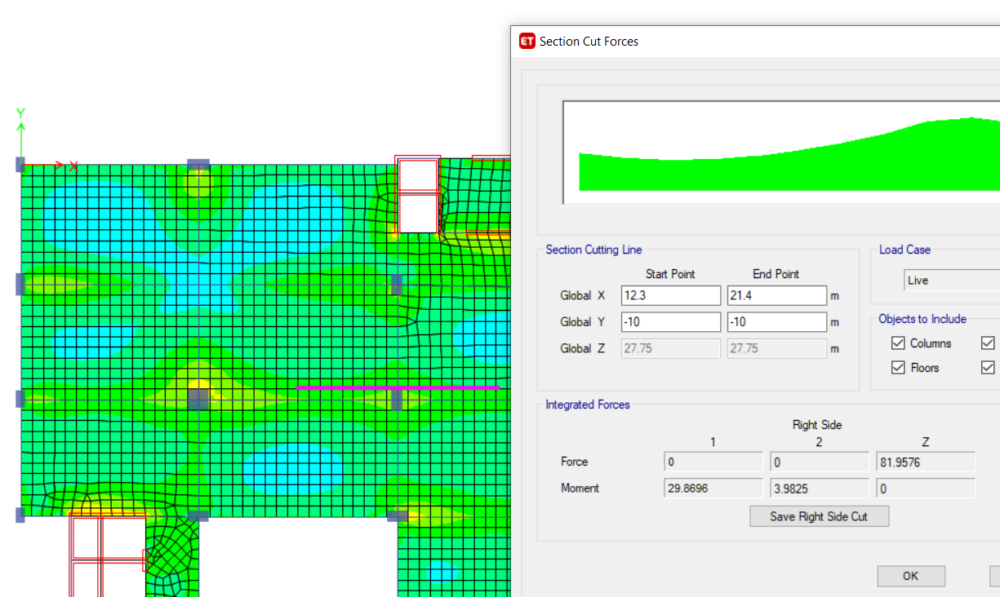 ET Section Cut Forces
Y
X
Section Cutting Line
Load Case
Start Point End Point
Live
Global X 12.3 21.4 m
Global Y -10 -10 m
Objects to Include
Global Z 27.75 27.75 m
Columns
Floors
Integrated Forces
Right Side
1 2 Z
Force 0 0 81.9576
Moment 29.8696 3.9825 0
Save Right Side Cut
OK